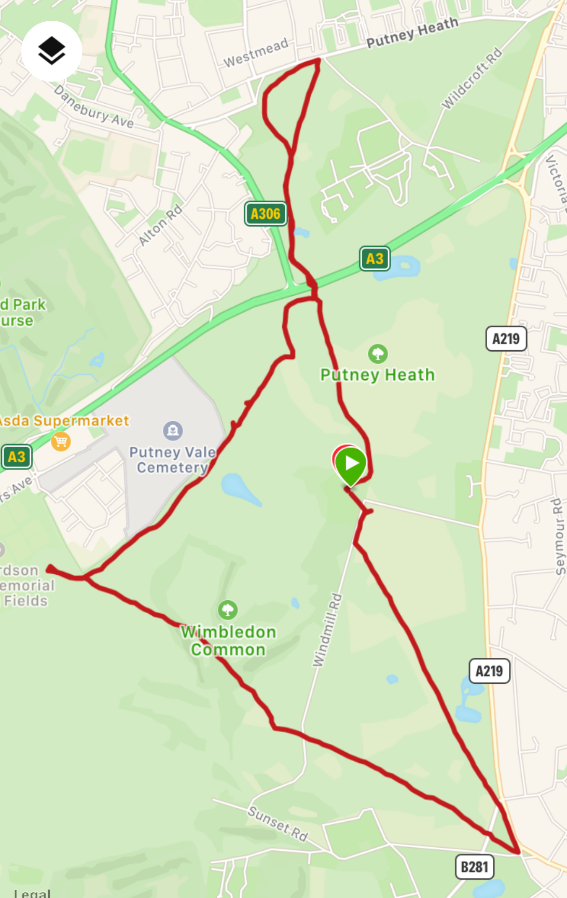 Putney Heath
Westmead
Wildcroft Rd
Danebury Ave
Victoria
A306
Alton Rd
A3
d Park
urse
A219
Putney Heath
Asda Supermarket
Putney Vale
Cemetery
A3
rs Ave
Seymour Rd
rdson
emorial
Fields
Wimbledon
Common
Windmill Rd
A219
Sunset Rd
B281
Legal